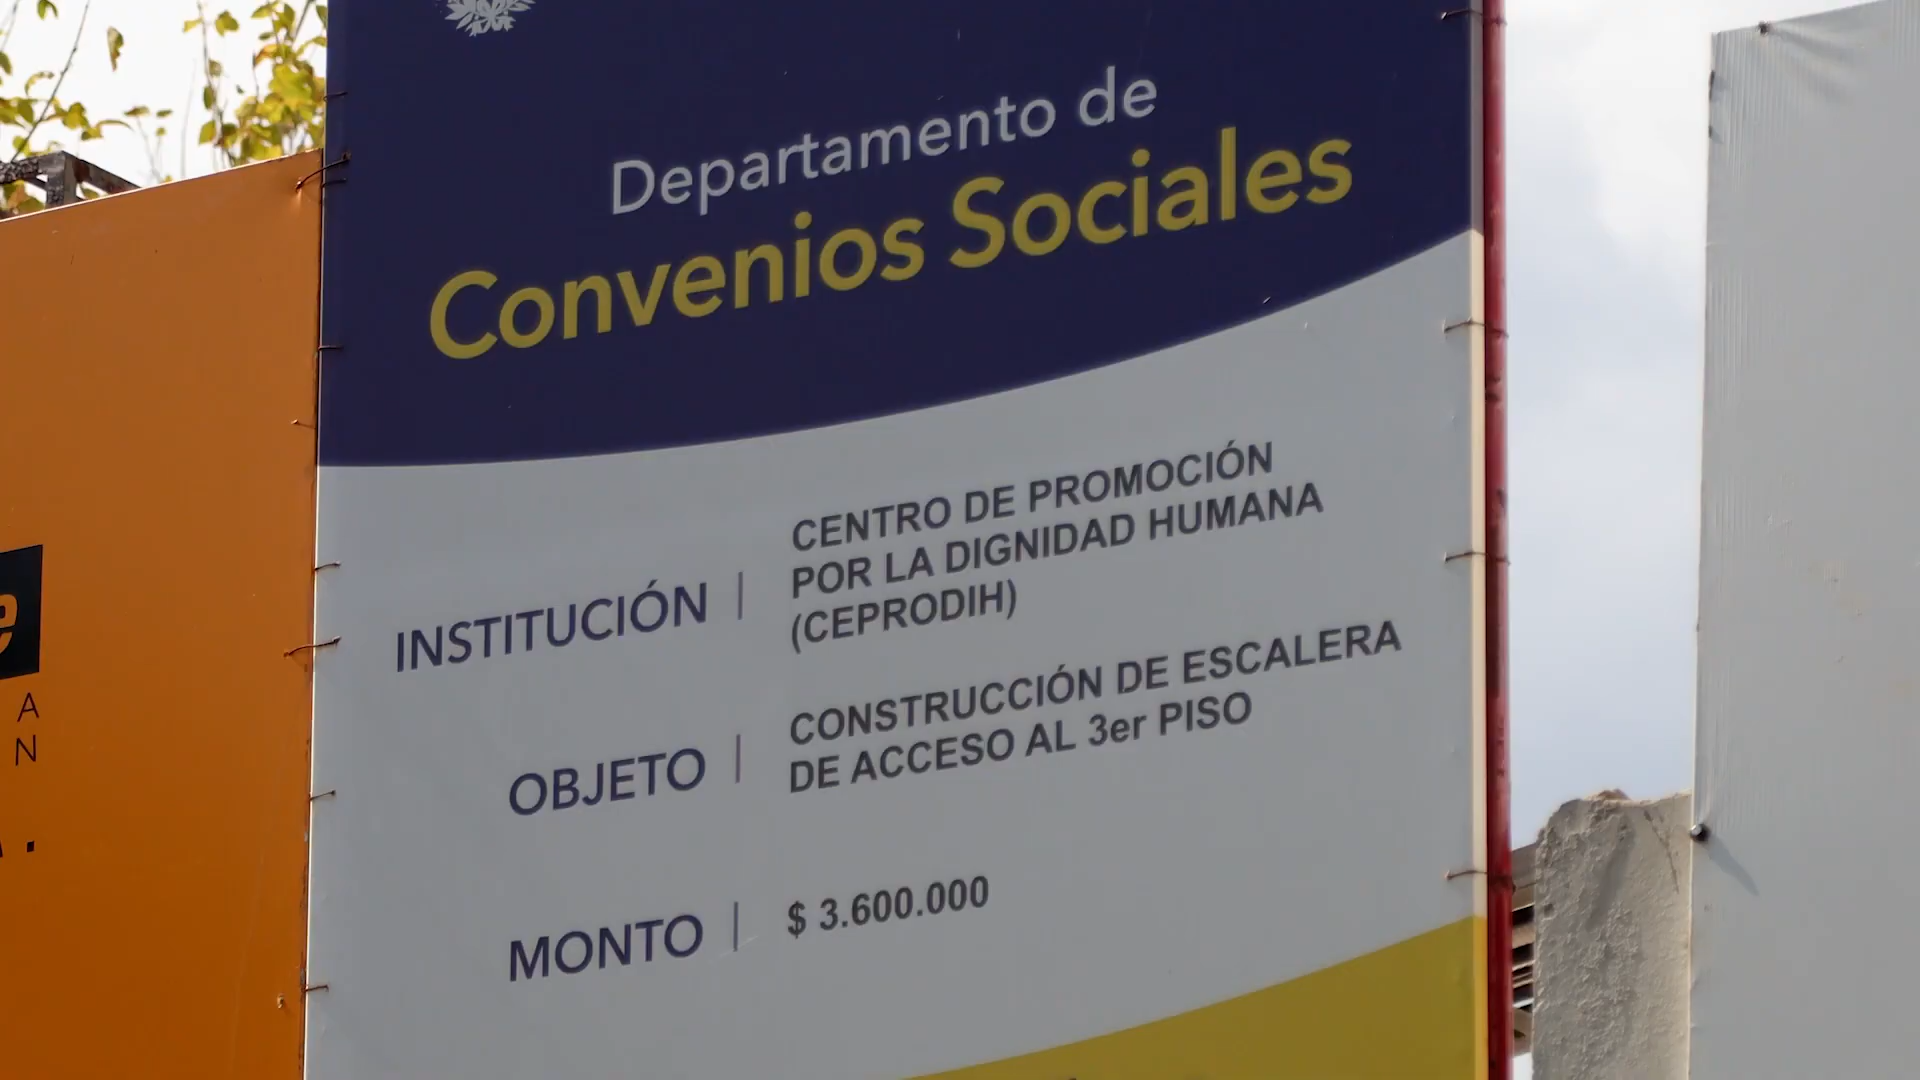 Departamento de
Convenios Sociales
INSTITUCIÓN | CENTRO DE PROMOCIÓN
POR LA DIGNIDAD HUMANA
(CEPRODIH)
OBJETO | CONSTRUCCIÓN DE ESCALERA
DE ACCESO AL 3er PISO
MONTO | $ 3.600.000
e
A
N
.